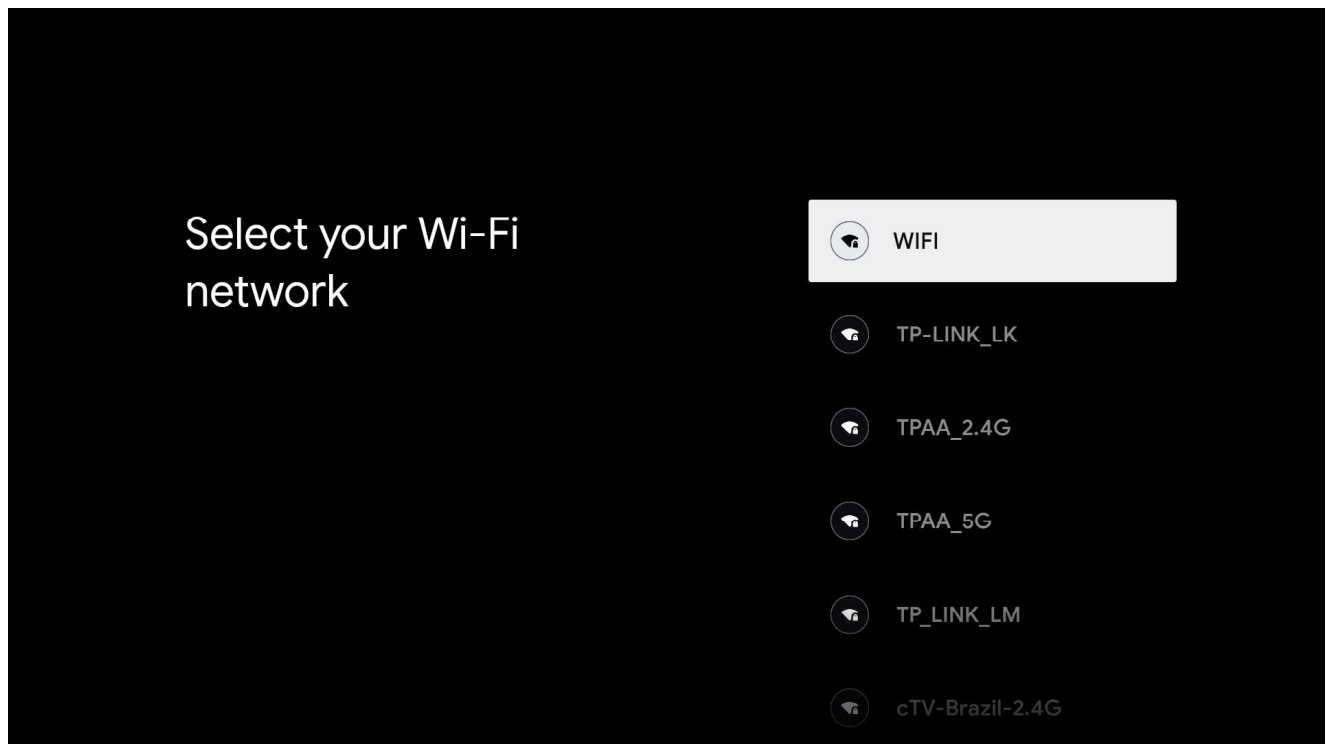 Select your Wi-Fi
network
WIFI
TP-LINK_LK
TPAA_2.4G
TPAA_5G
TP_LINK_LM
cTV-Brazil-2.4G